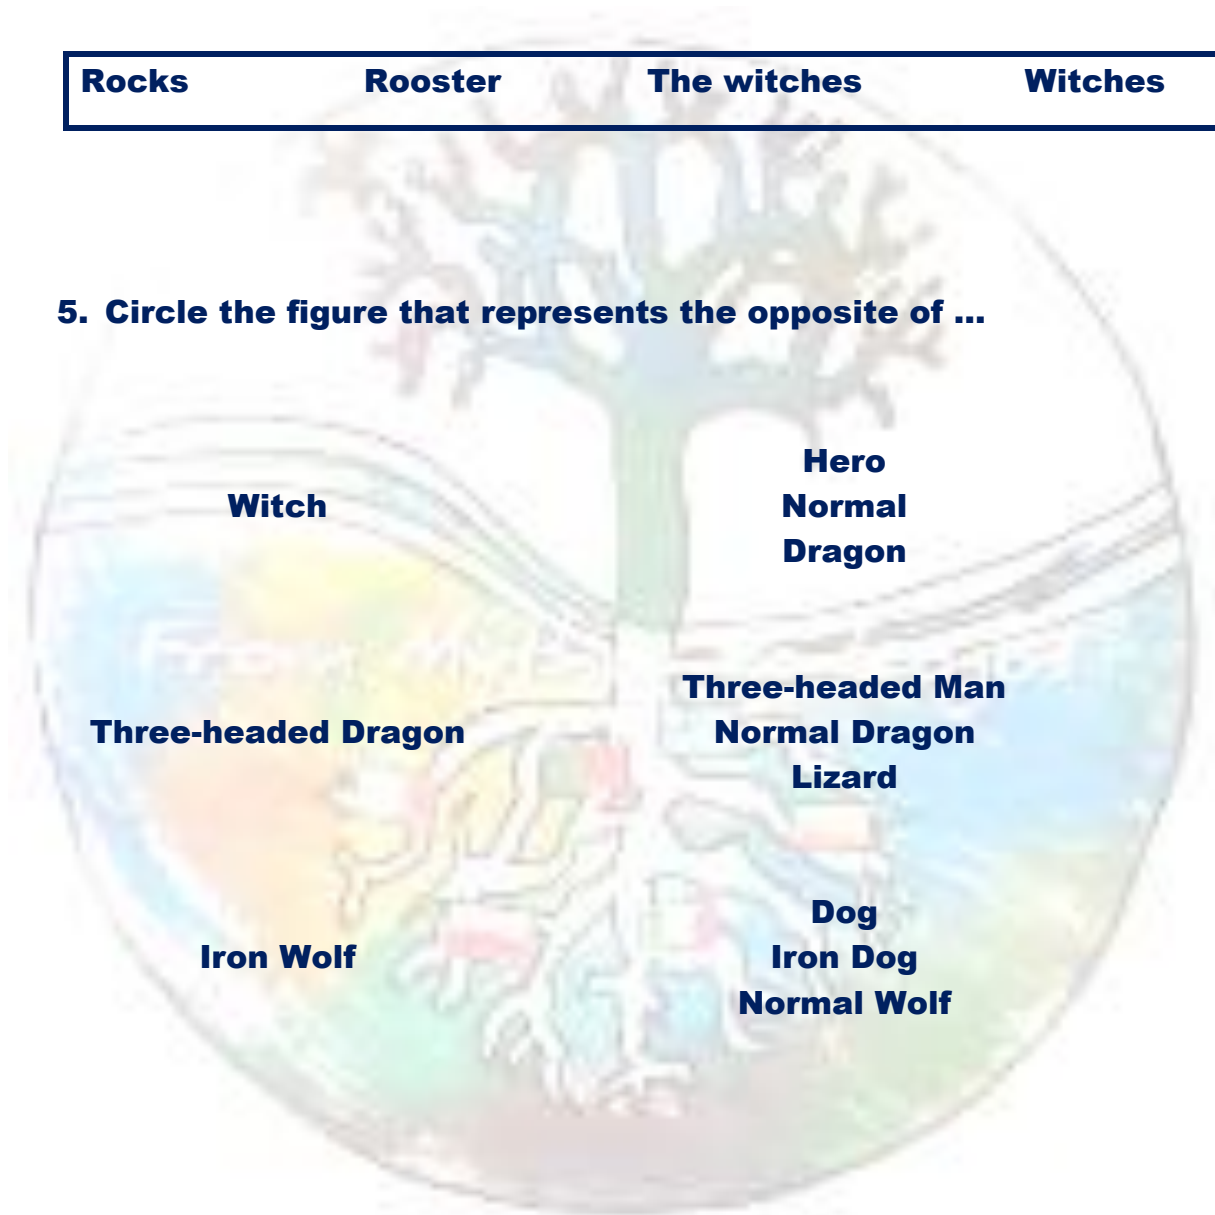 Rocks Rooster The witches Witches
5. Circle the figure that represents the opposite of ...
Hero
Witch Normal
Dragon
Three-headed Man
Three-headed Dragon Normal Dragon
Lizard
Dog
Iron Wolf Iron Dog
Normal Wolf